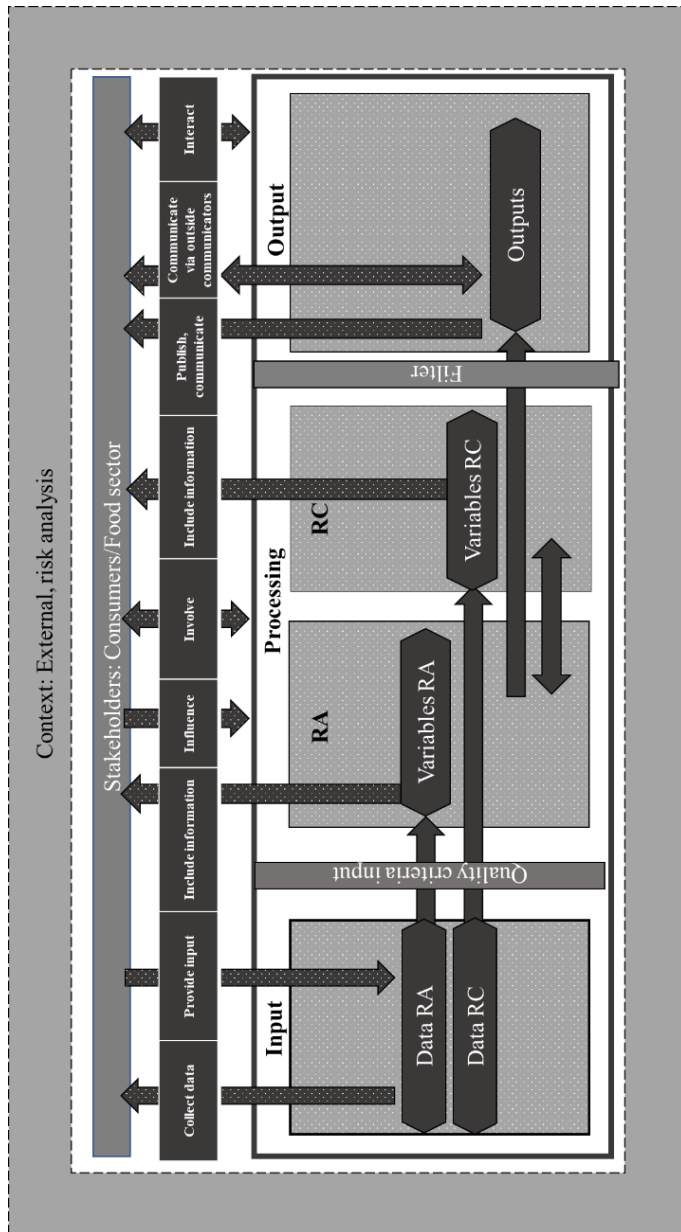 Context: External, risk analysis
Stakeholders: Consumers/Food sector
Collect data
Provide input
Include information
Influence
Involve
Include information
Publish,
communicate
Communicate
via outside
communicators
Interact
Input
Processing
Output
RA
RC
Data RA
Data RC
Quality criteria input
Variables RA
Variables RC
Filter
Outputs